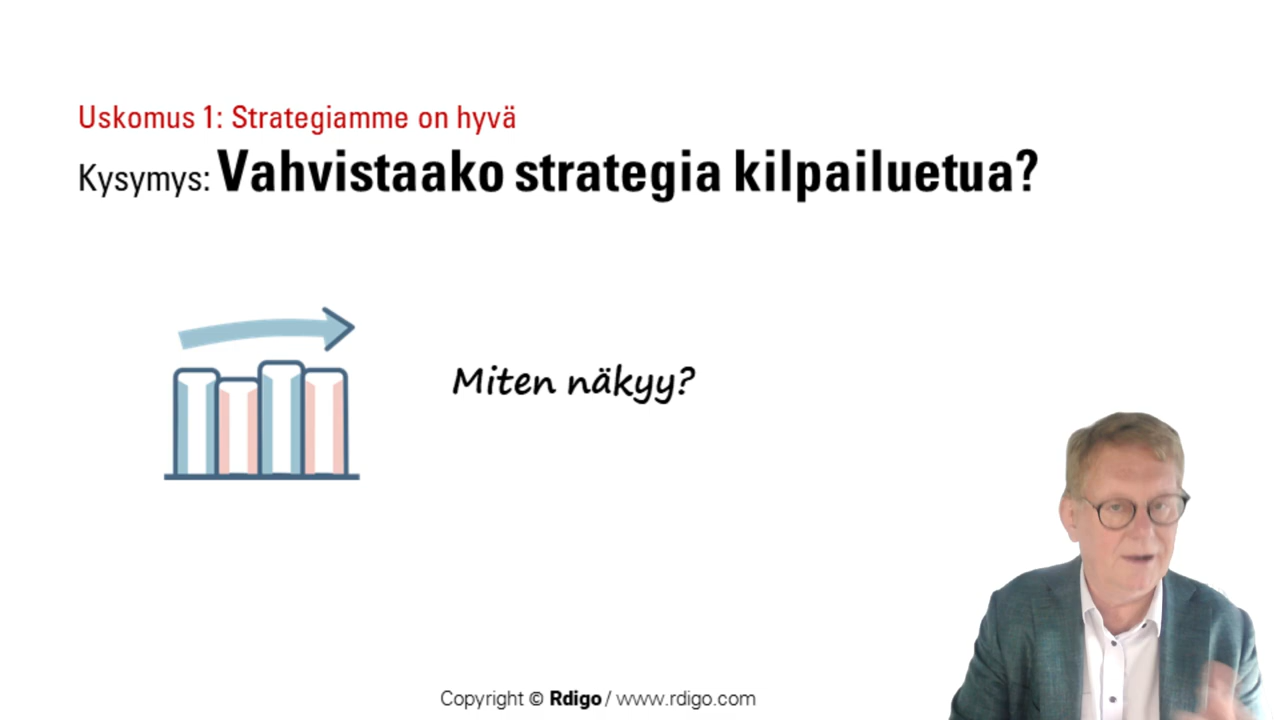 Uskomus 1: Strategiamme on hyvä
Kysymys: Vahvistaako strategia kilpailuetua?
Miten näkyy?
Copyright © Rdigo / www.rdigo.com